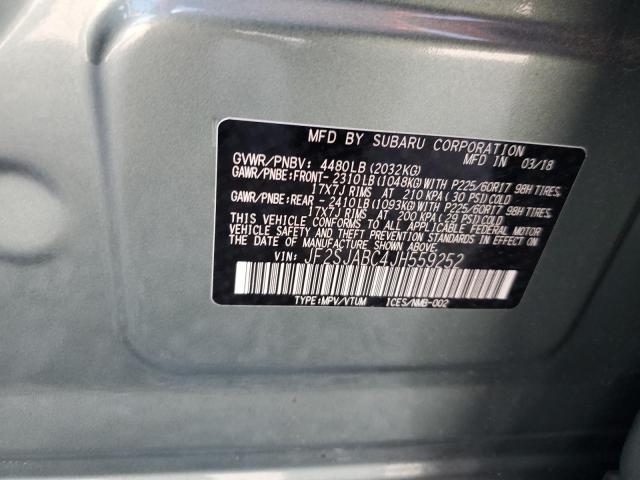 MFD BY SUBARU CORPORATION
MFD IN 03/18
GVWR/PNBV: 4480LB (2032KG)
GAWR/PNBE:FRONT-2310LB(1048KG)WITH P225/60R17 98H TIRES,
17X7J RIMS AT 210 KPA( 30 PSI)COLD
GAWR/PNBE:REAR -2410LB(1093KG)WITH P225/60R17 98H TIRES,
17X7J RIMS AT 200 KPA( 29 PSI)COLD
THIS VEHICLE CONFORMS TO ALL APPLICABLE FEDERAL MOTOR
VEHICLE SAFETY AND THEFT PREVENTION STANDARDS IN EFFECT
ON THE DATE OF MANUFACTURE SHOWN ABOVE.
VIN: JF2SJABC4JH559252
TYPE:MPV/VTUM ICES/NMB-002